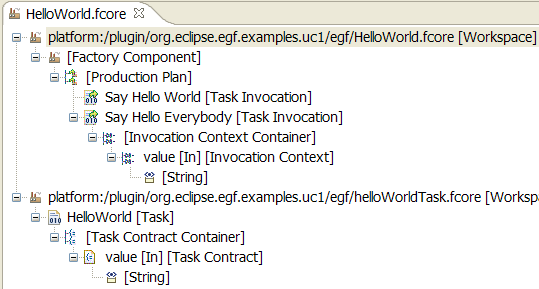 HelloWorld.fcore
platform:/plugin/org.eclipse.egf.examples.uc1/egf/HelloWorld.fcore [Workspace]
[Factory Component]
[Production Plan]
Say Hello World [Task Invocation]
Say Hello Everybody [Task Invocation]
[Invocation Context Container]
value [In] [Invocation Context]
[String]
platform:/plugin/org.eclipse.egf.examples.uc1/egf/helloWorldTask.fcore [Worksp
HelloWorld [Task]
[Task Contract Container]
value [In] [Task Contract]
[String]